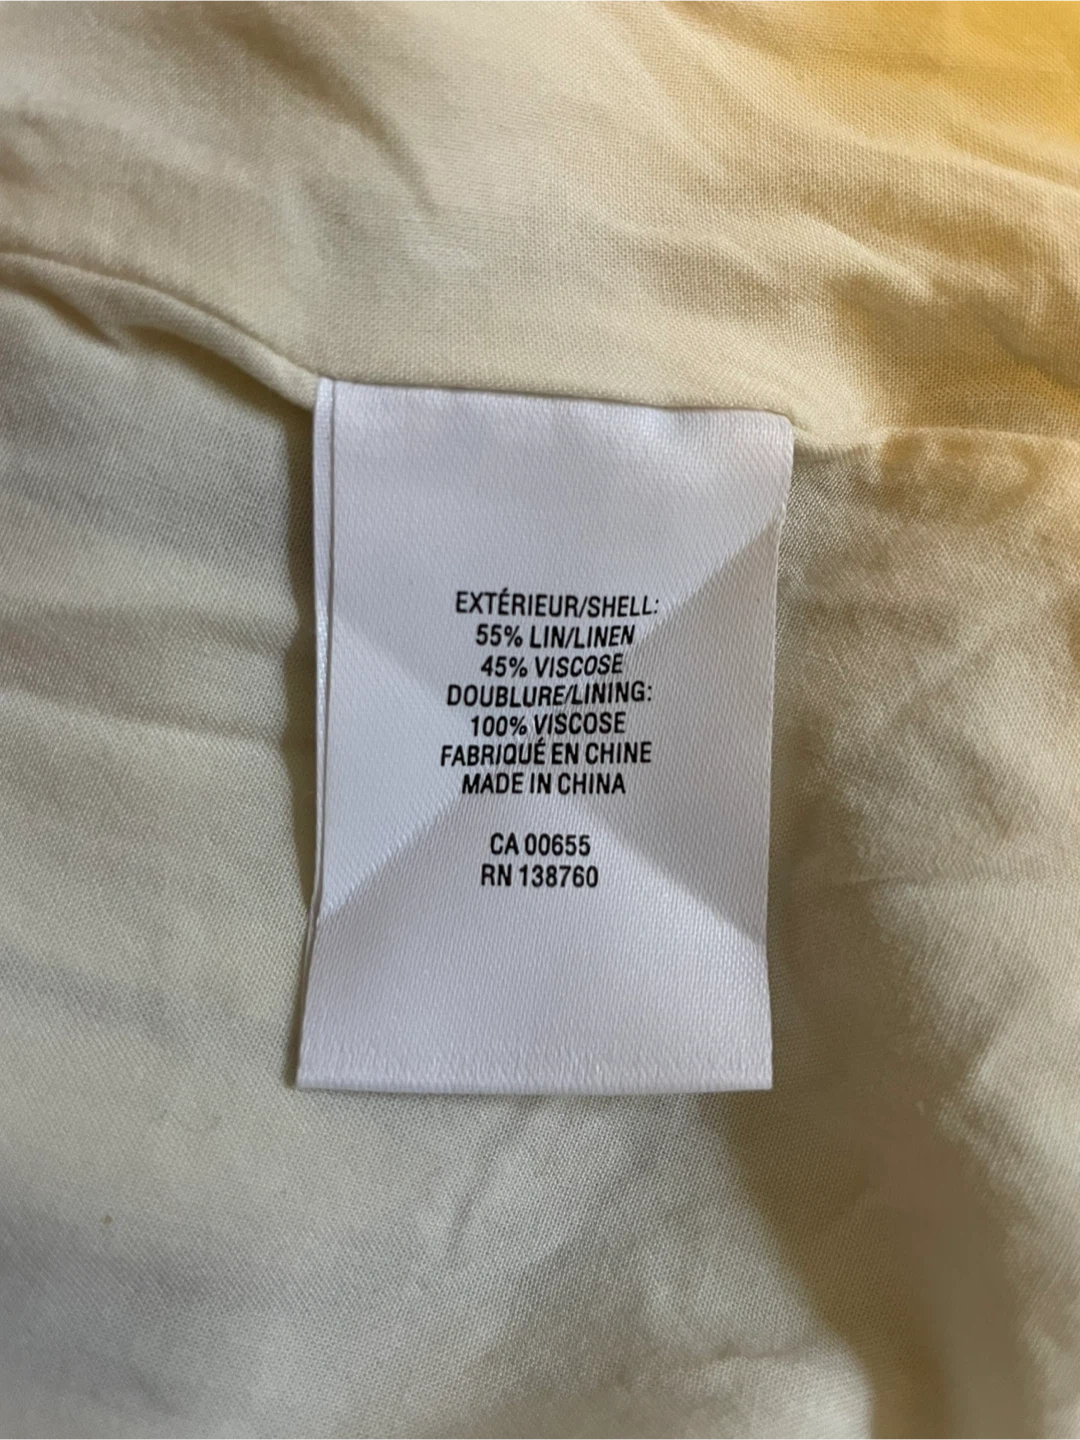 EXTÉRIEUR/SHELL:
55% LIN/LINEN
45% VISCOSE
DOUBLURE/LINING:
100% VISCOSE
FABRIQUÉ EN CHINE
MADE IN CHINA
CA 00655
RN 138760